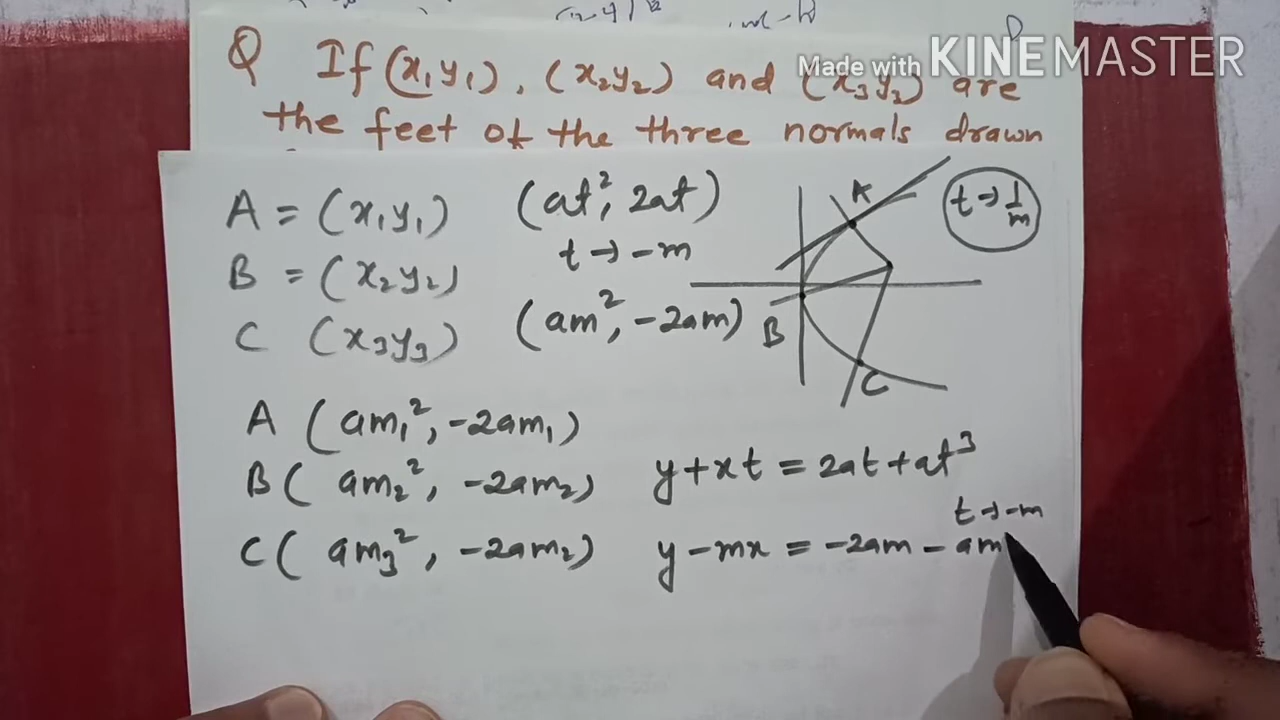 Made with KINEMASTER
Q If (x₁y₁), (x₂y₂) and (x₃y₂) are
the feet of the three normals drawn
A = (x₁y₁)
(at², 2at)
t → -m
B = (x₂y₂)
C (x₃y₃)
(am², -2am)
A
B
C
t → 1/m
A (am₁², -2am₁)
B( am₂², -2am₂)
C( am₃², -2am₂)
y + xt = 2at + at³
t → -m
y - mx = -2am - am